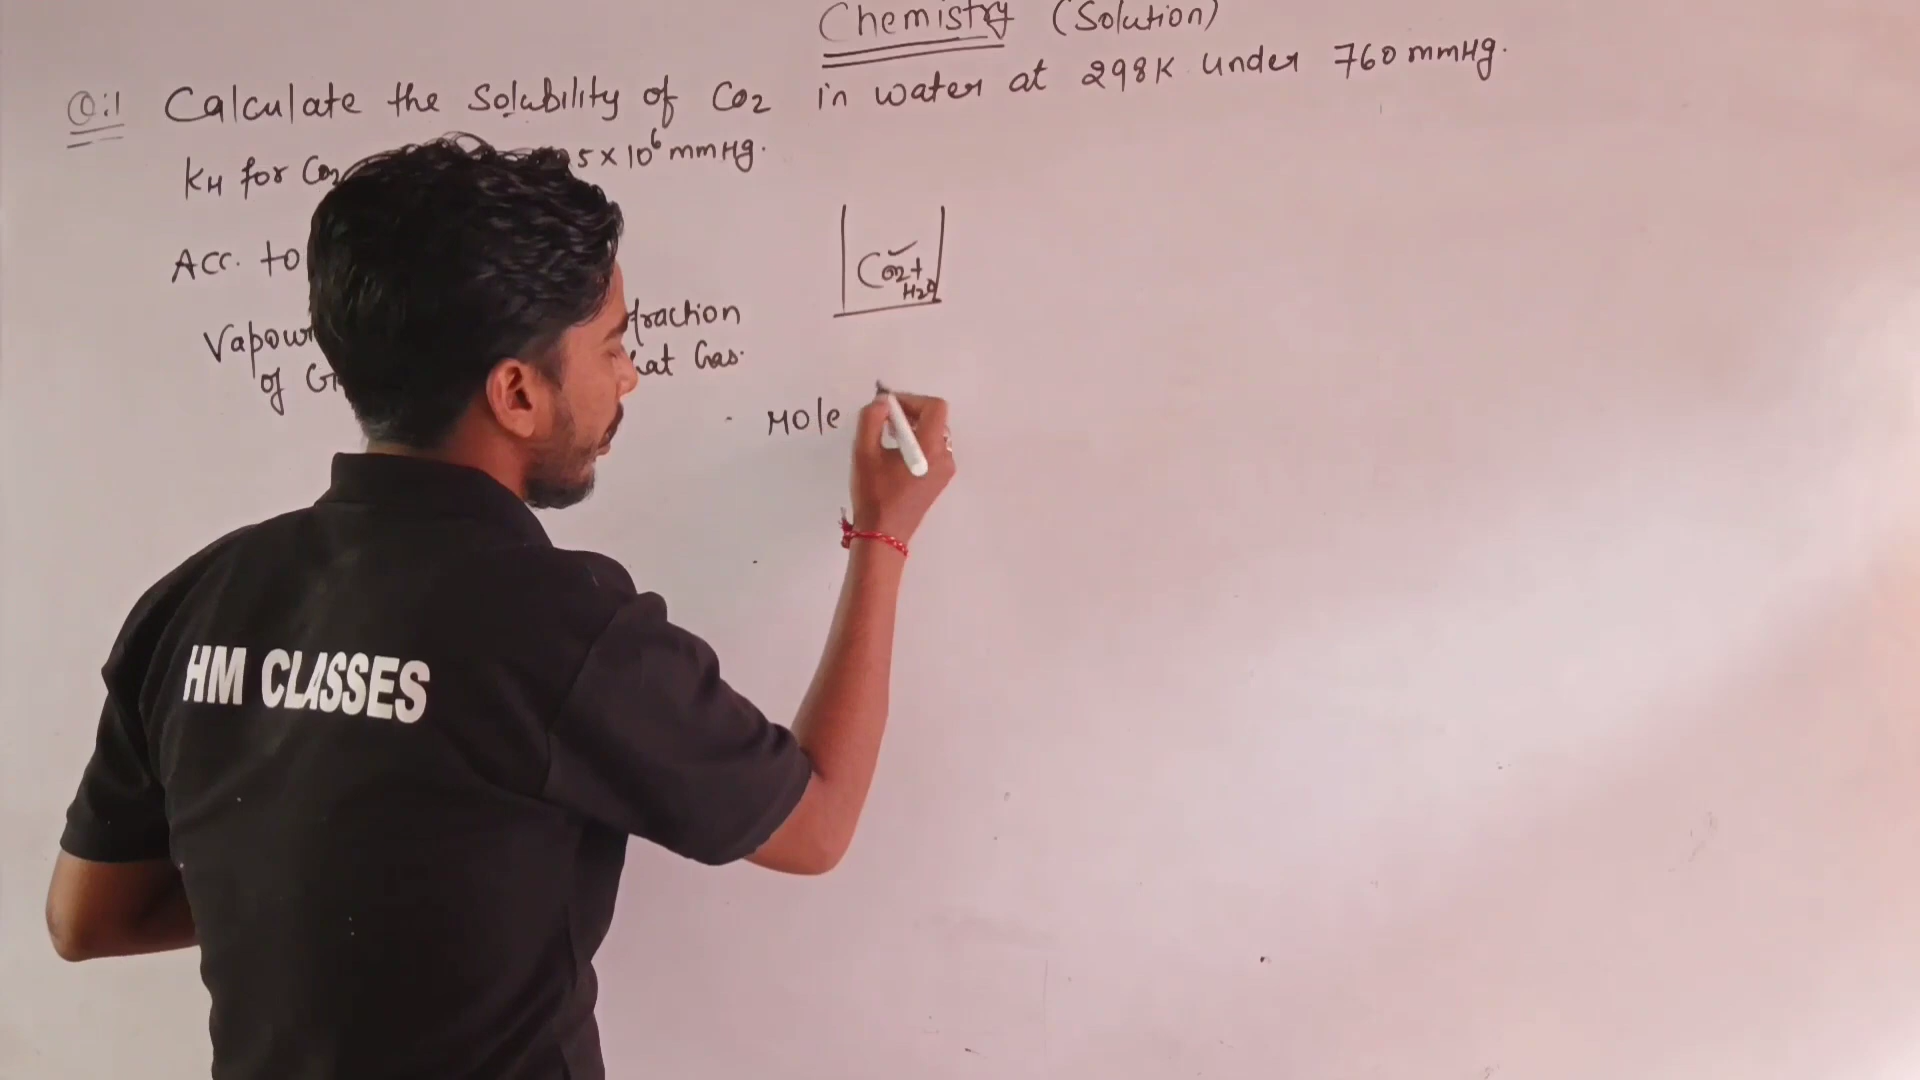 Chemistry (Solution)
Q:1 Calculate the Solubility of CO2 in water at 298K under 760 mmHg.
KH for CO2 5 × 10⁶ mmHg.
Acc. to
Vapour fraction
of Gas.
CO2 +
H2O
Mole
HM CLASSES